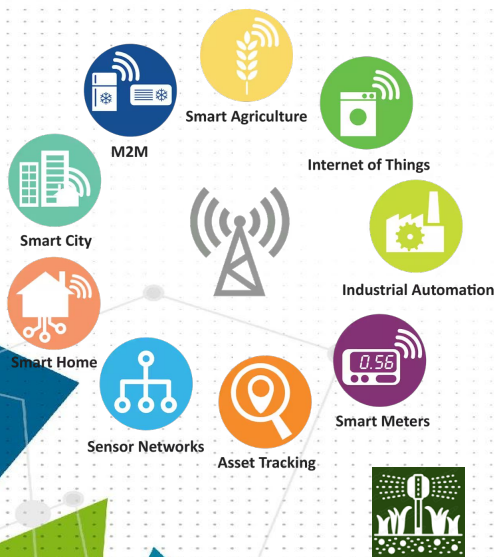 Smart Agriculture
M2M
Internet of Things
Smart City
Industrial Automation
Smart Home
0.56
Smart Meters
Sensor Networks
Asset Tracking